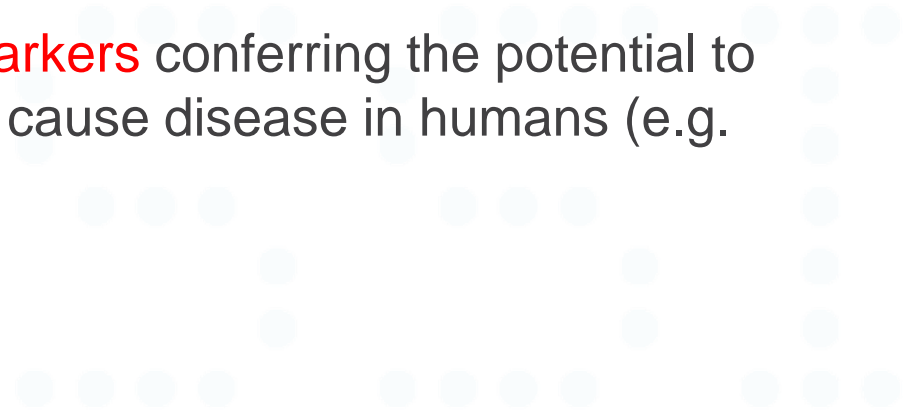 arkers conferring the potential to
cause disease in humans (e.g.